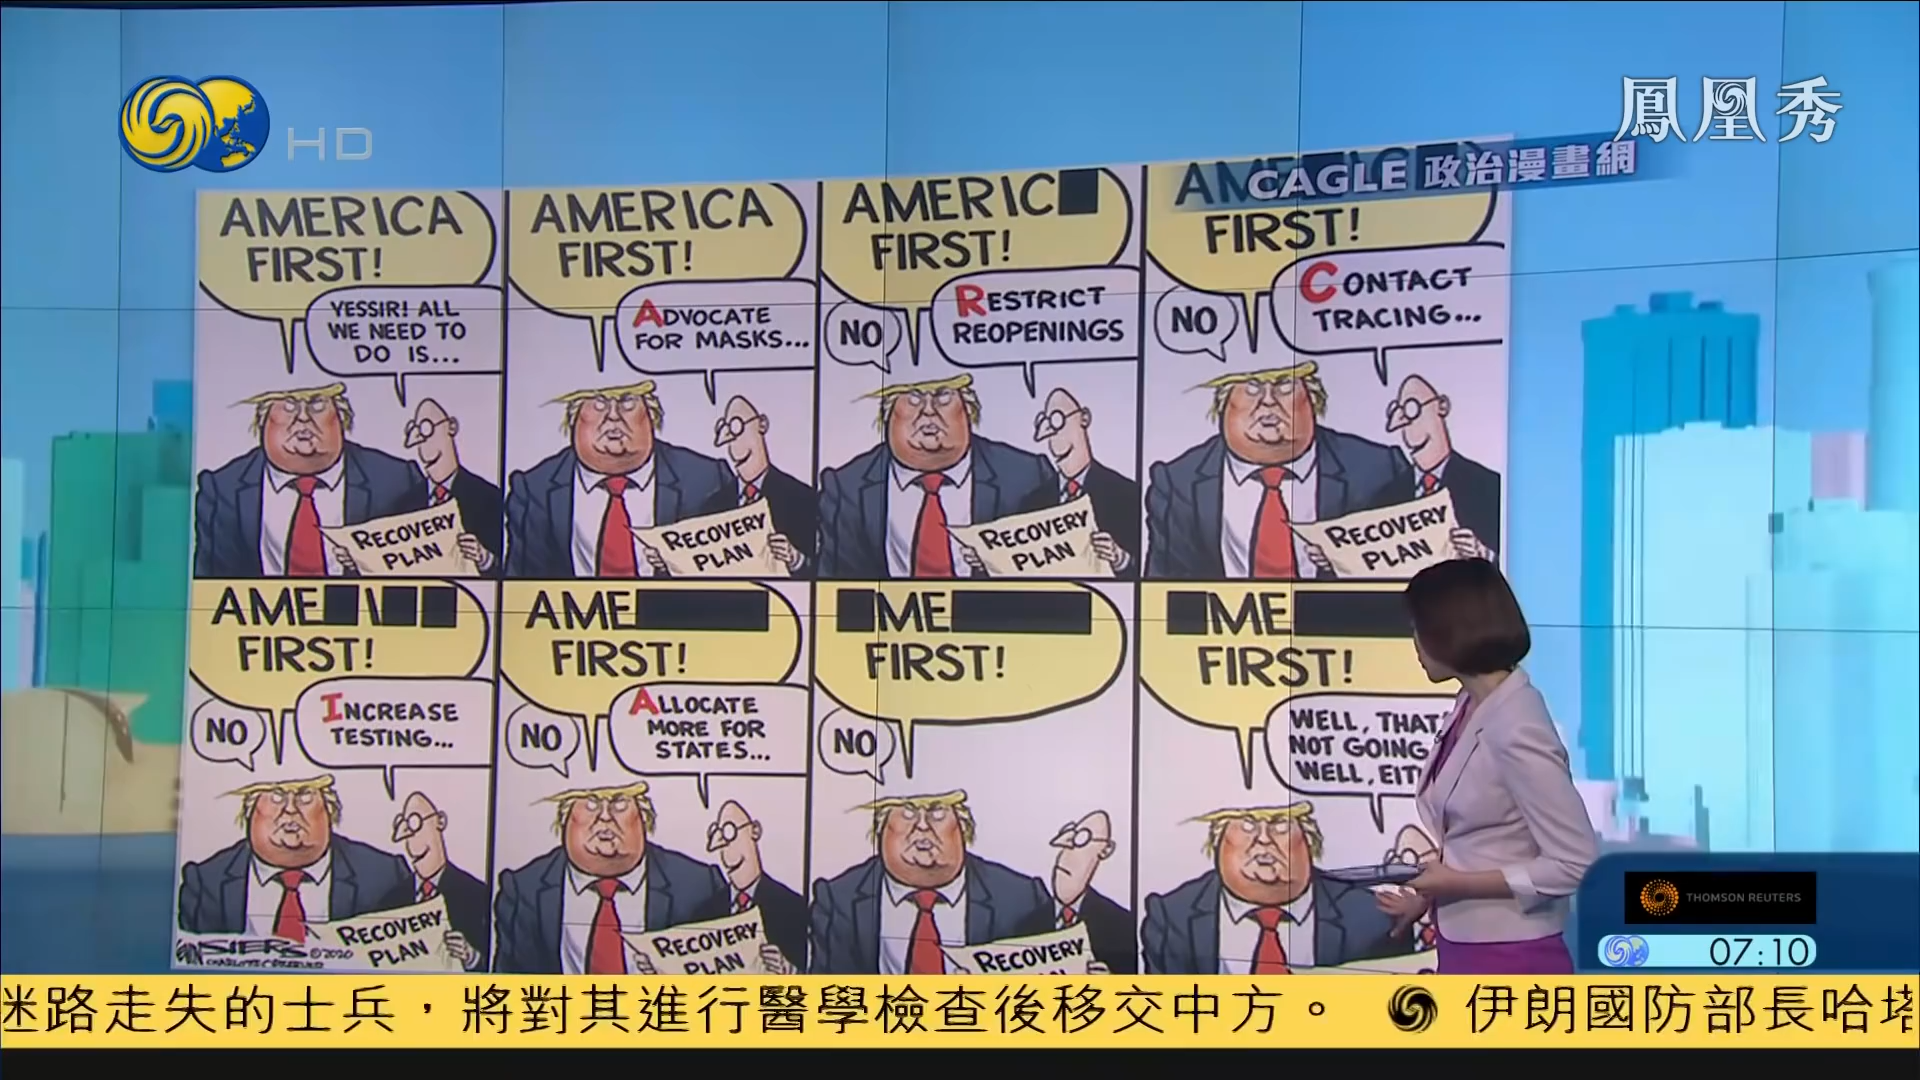 HD
鳳凰秀
CAGLE 政治漫畫網
AMERICA
FIRST!
YESSIR! ALL
WE NEED TO
DO IS...
RECOVERY
PLAN
AMERICA
FIRST!
ADVOCATE
FOR MASKS...
RECOVERY
PLAN
AMERIC
FIRST!
NO
RESTRICT
REOPENINGS
RECOVERY
PLAN
AME
FIRST!
NO
CONTACT
TRACING...
RECOVERY
PLAN
AME
FIRST!
NO
INCREASE
TESTING...
RECOVERY
PLAN
©2020
AME
FIRST!
NO
ALLOCATE
MORE FOR
STATES...
RECOVERY
PLAN
ME
FIRST!
NO
RECOVERY
ME
FIRST!
WELL, THAT'
NOT GOING
WELL, EIT
THOMSON REUTERS
07:10
迷路走失的士兵，將對其進行醫學檢查後移交中方。 伊朗國防部長哈塔